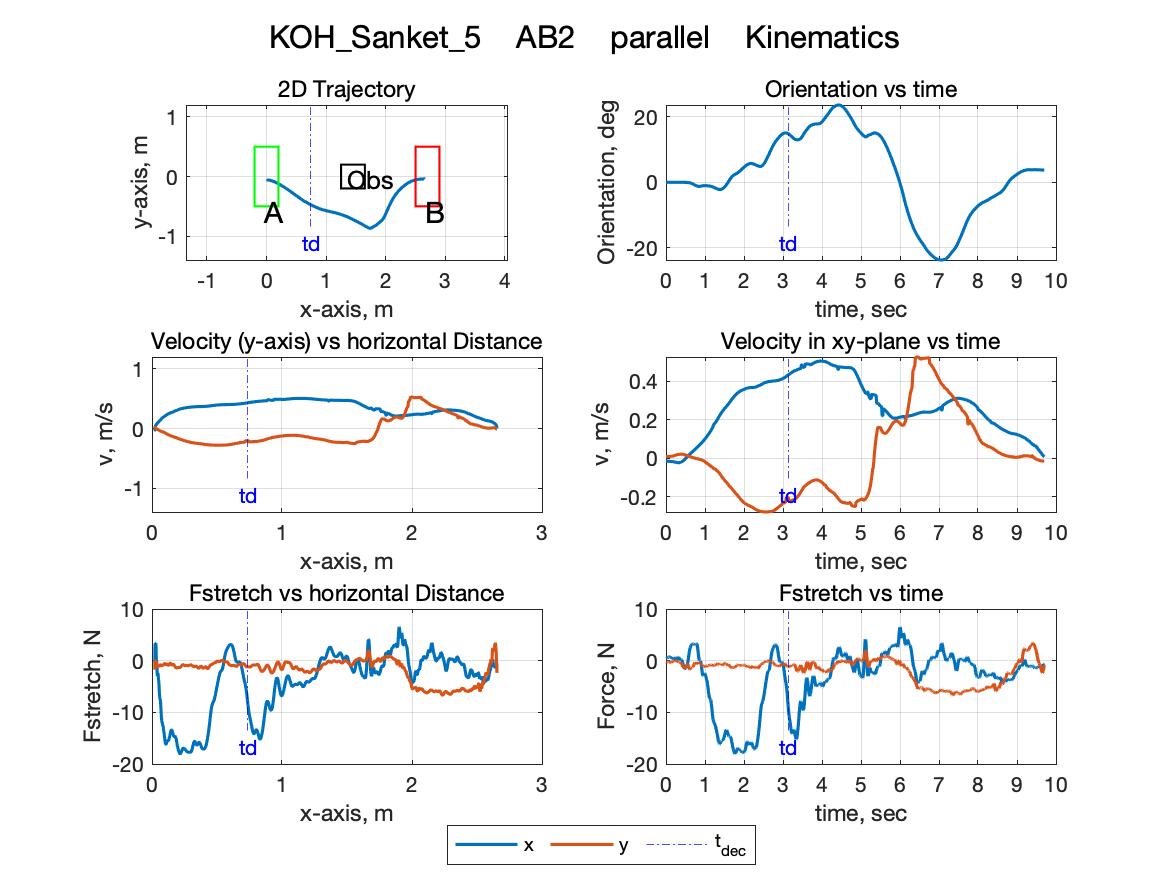 KOH_Sanket_5 AB2 parallel Kinematics
2D Trajectory
y-axis, m
1
0
-1
A
td
Obs
B
-1 0 1 2 3 4
x-axis, m
Orientation vs time
Orientation, deg
20
0
-20
td
0 1 2 3 4 5 6 7 8 9 10
time, sec
Velocity (y-axis) vs horizontal Distance
v, m/s
1
0
-1
td
0 1 2 3
x-axis, m
Velocity in xy-plane vs time
v, m/s
0.4
0.2
0
-0.2
td
0 1 2 3 4 5 6 7 8 9 10
time, sec
Fstretch vs horizontal Distance
Fstretch, N
10
0
-10
-20
td
0 1 2 3
x-axis, m
Fstretch vs time
Force, N
10
0
-10
-20
td
0 1 2 3 4 5 6 7 8 9 10
time, sec
x y tdec